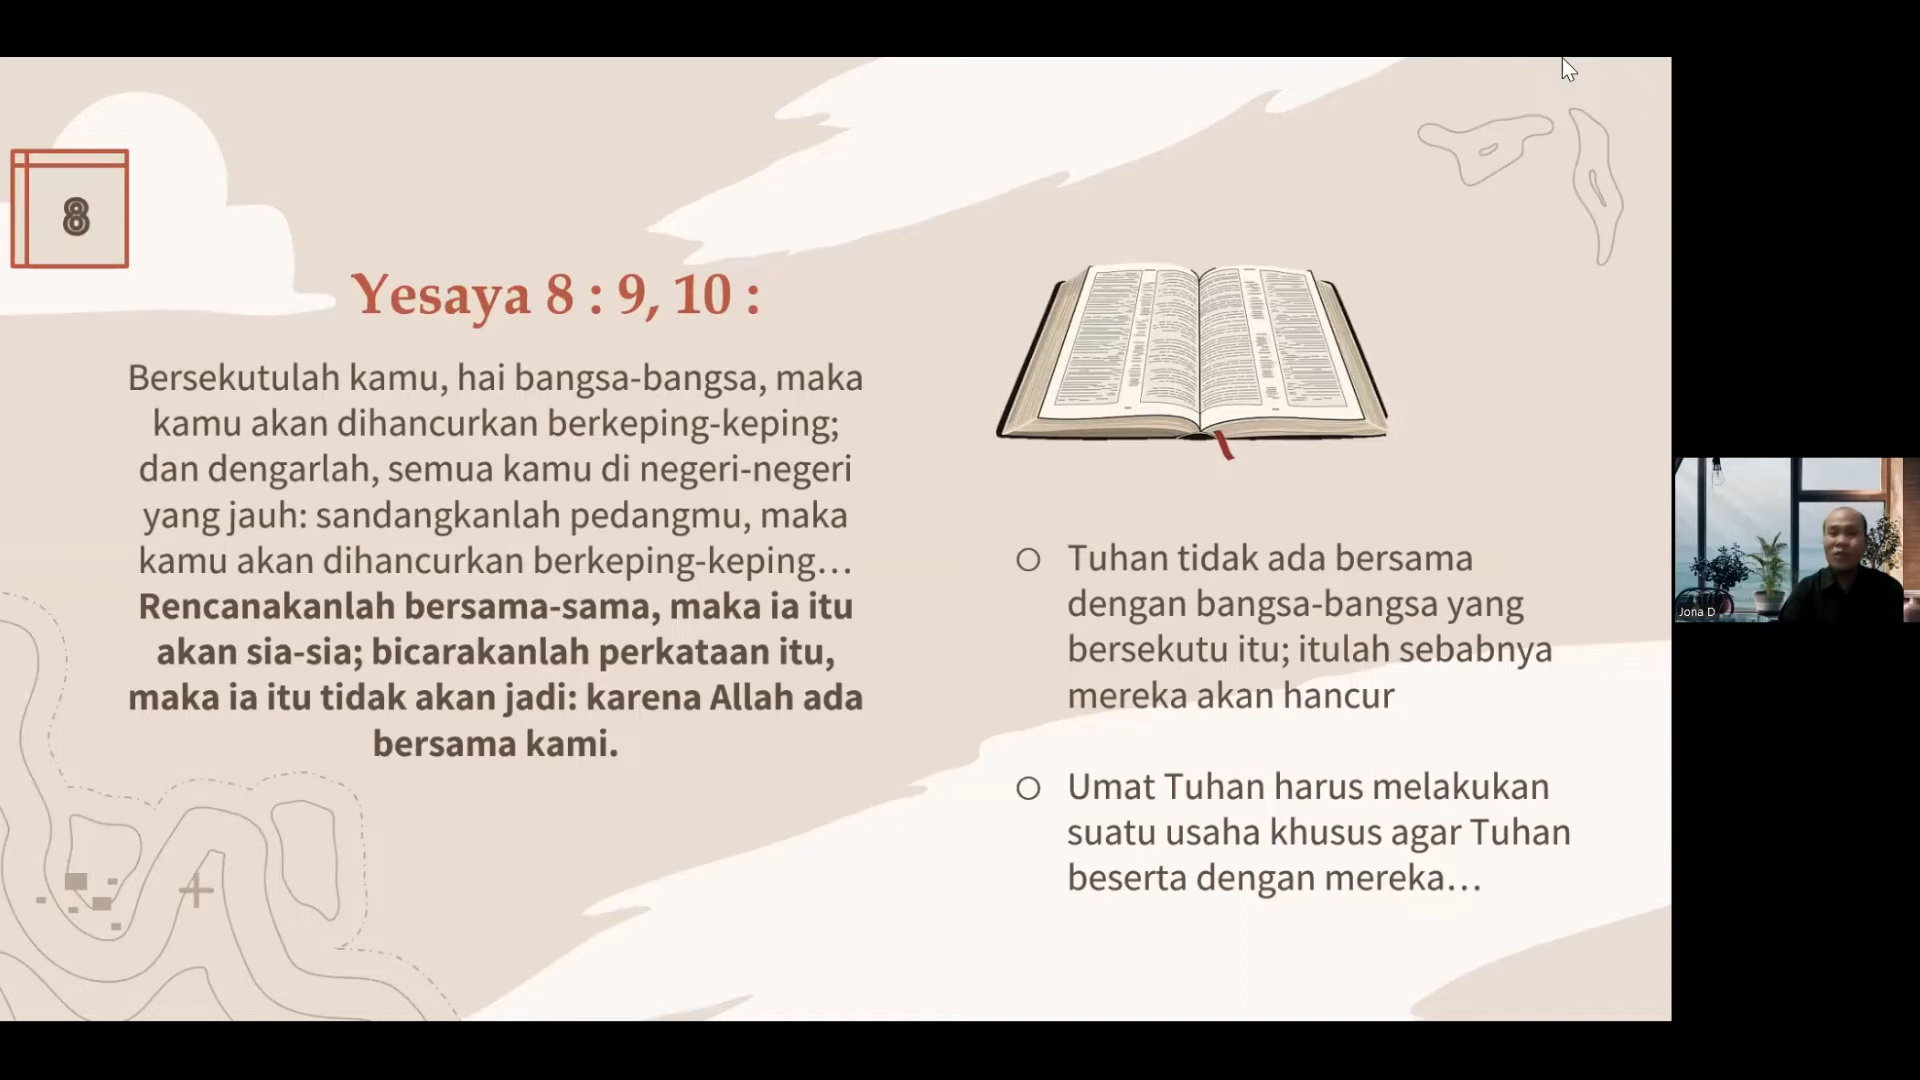 8
Yesaya 8 : 9, 10 :
Bersekutulah kamu, hai bangsa-bangsa, maka
kamu akan dihancurkan berkeping-keping;
dan dengarlah, semua kamu di negeri-negeri
yang jauh: sandangkanlah pedangmu, maka
kamu akan dihancurkan berkeping-keping…
Rencanakanlah bersama-sama, maka ia itu
akan sia-sia; bicarakanlah perkataan itu,
maka ia itu tidak akan jadi: karena Allah ada
bersama kami.
Tuhan tidak ada bersama
dengan bangsa-bangsa yang
bersekutu itu; itulah sebabnya
mereka akan hancur
Umat Tuhan harus melakukan
suatu usaha khusus agar Tuhan
beserta dengan mereka…
Jona D